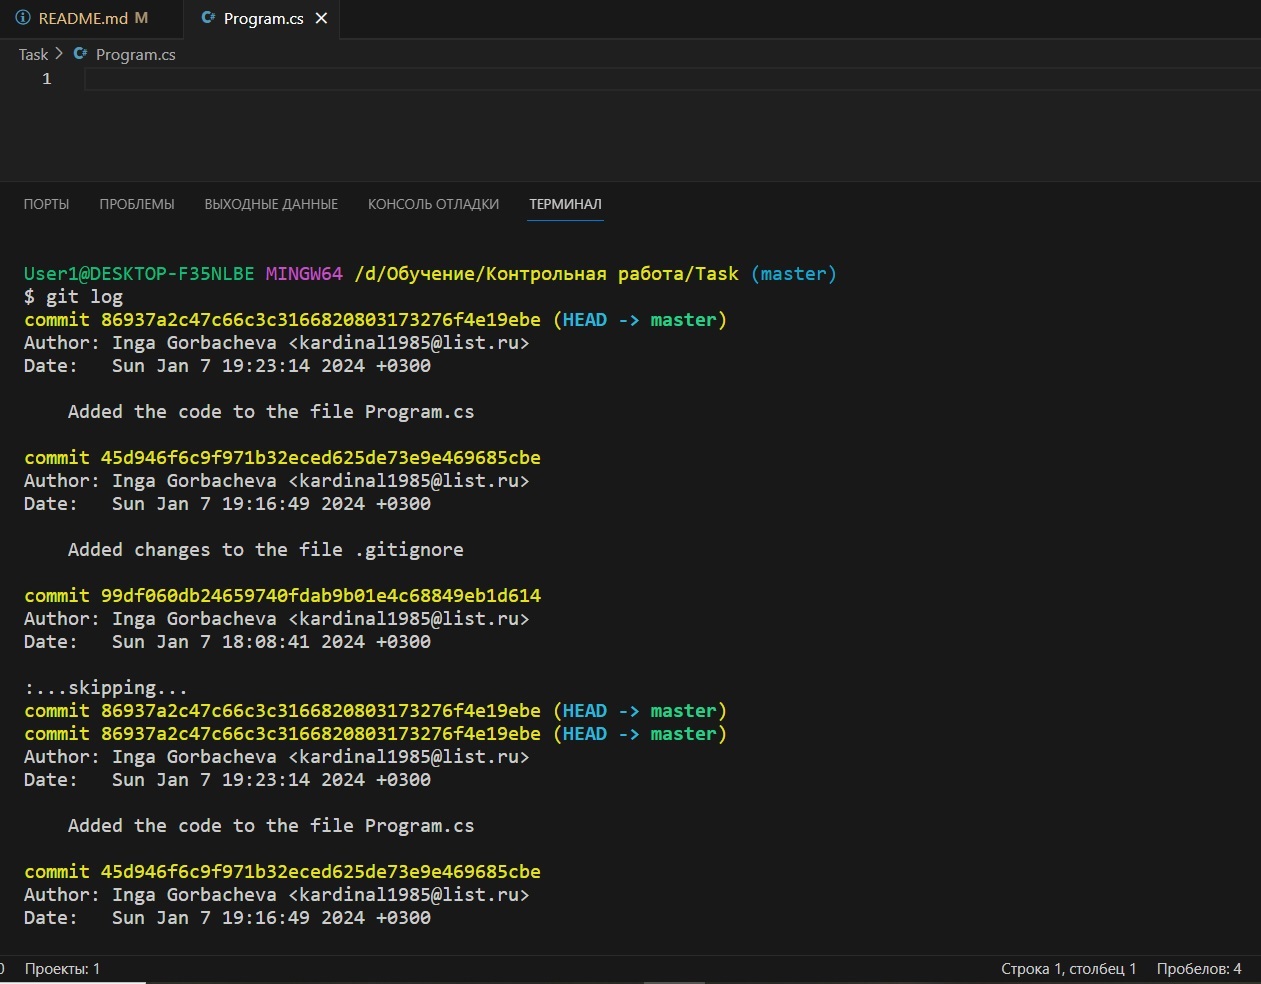 README.md M
C# Program.cs
Task > C# Program.cs
1
ПОРТЫ ПРОБЛЕМЫ ВЫХОДНЫЕ ДАННЫЕ КОНСОЛЬ ОТЛАДКИ ТЕРМИНАЛ
User1@DESKTOP-F35NLBE MINGW64 /d/Обучение/Контрольная работа/Task (master)
$ git log
commit 86937a2c47c66c3c3166820803173276f4e19ebe (HEAD -> master)
Author: Inga Gorbacheva <kardinal1985@list.ru>
Date:   Sun Jan 7 19:23:14 2024 +0300
Added the code to the file Program.cs
commit 45d946f6c9f971b32eced625de73e9e469685cbe
Author: Inga Gorbacheva <kardinal1985@list.ru>
Date:   Sun Jan 7 19:16:49 2024 +0300
Added changes to the file .gitignore
commit 99df060db24659740fdab9b01e4c68849eb1d614
Author: Inga Gorbacheva <kardinal1985@list.ru>
Date:   Sun Jan 7 18:08:41 2024 +0300
:...skipping...
commit 86937a2c47c66c3c3166820803173276f4e19ebe (HEAD -> master)
commit 86937a2c47c66c3c3166820803173276f4e19ebe (HEAD -> master)
Author: Inga Gorbacheva <kardinal1985@list.ru>
Date:   Sun Jan 7 19:23:14 2024 +0300
Added the code to the file Program.cs
commit 45d946f6c9f971b32eced625de73e9e469685cbe
Author: Inga Gorbacheva <kardinal1985@list.ru>
Date:   Sun Jan 7 19:16:49 2024 +0300
0 Проекты: 1 Строка 1, столбец 1 Пробелов: 4